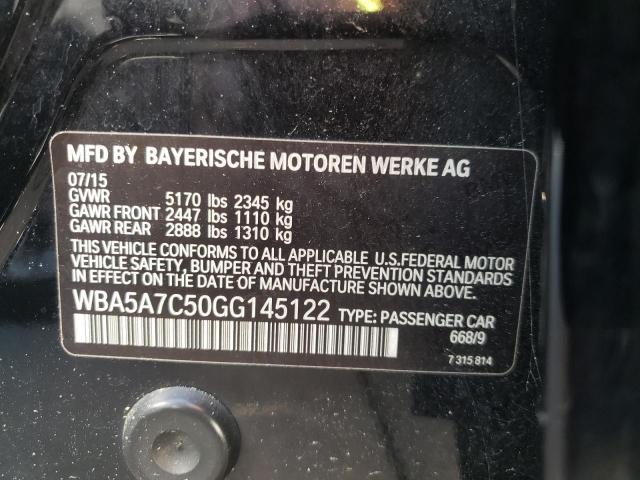 MFD BY BAYERISCHE MOTOREN WERKE AG
07/15
GVWR 5170 lbs 2345 kg
GAWR FRONT 2447 lbs 1110 kg
GAWR REAR 2888 lbs 1310 kg
THIS VEHICLE CONFORMS TO ALL APPLICABLE U.S.FEDERAL MOTOR
VEHICLE SAFETY, BUMPER AND THEFT PREVENTION STANDARDS
IN EFFECT ON THE DATE OF MANUFACTURE SHOWN ABOVE.
WBA5A7C50GG145122 TYPE: PASSENGER CAR
668/9
7 315 814